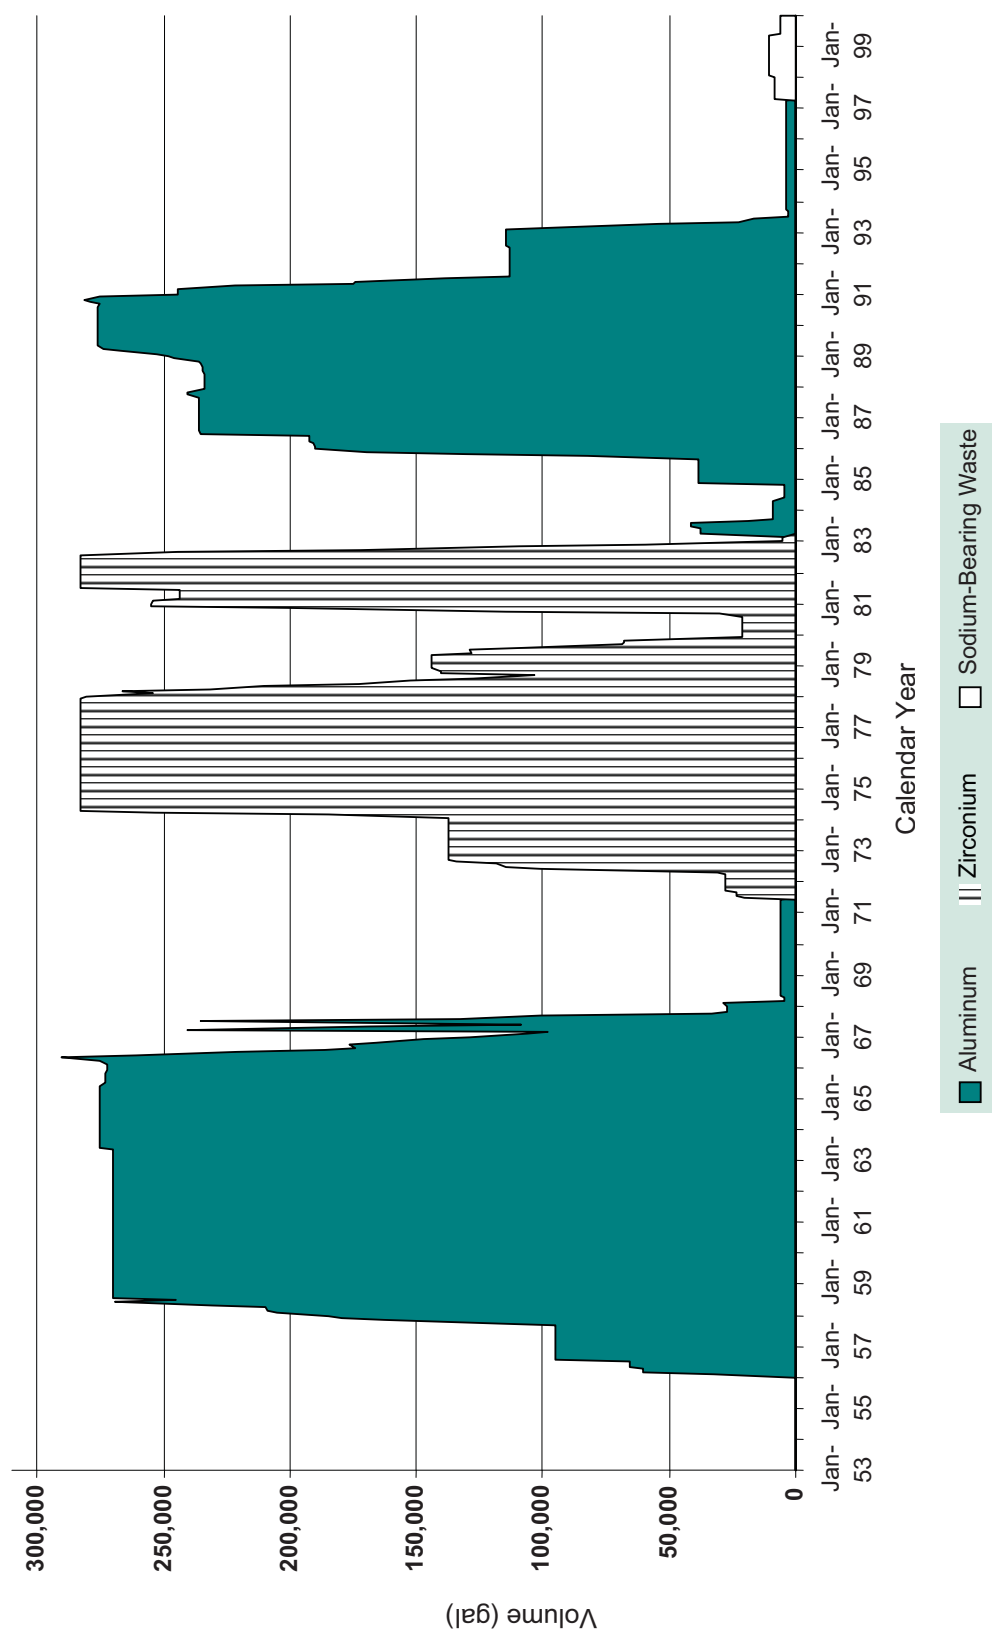 300,000
250,000
200,000
150,000
100,000
50,000
0
Volume (gal)
Jan- Jan- Jan- Jan- Jan- Jan- Jan- Jan- Jan- Jan- Jan- Jan- Jan- Jan- Jan- Jan- Jan- Jan- Jan- Jan- Jan- Jan- Jan- Jan-
53 55 57 59 61 63 65 67 69 71 73 75 77 79 81 83 85 87 89 91 93 95 97 99
Calendar Year
Aluminum Zirconium Sodium-Bearing Waste